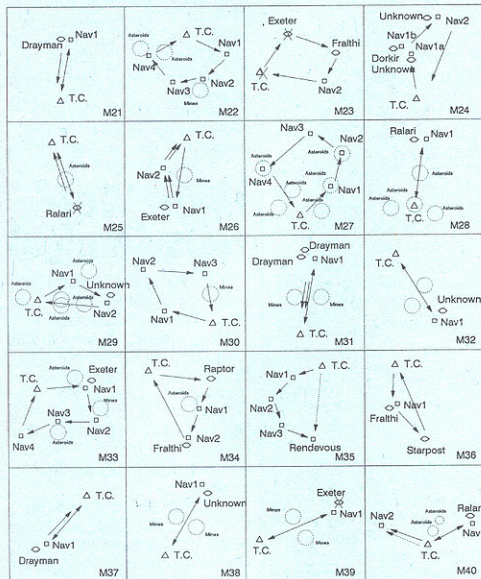 Drayman
Nav1
T.C.
M21
T.C.
Asteroids
Nav1
Nav4
Nav2
Nav3
Mines
M22
Exeter
Fralthi
T.C.
Nav2
M23
Unknown
Nav2
Nav1b
Nav1a
Dorkir
Unknown
T.C.
M24
T.C.
Asteroids
Ralari
M25
T.C.
Nav2
Mines
Exeter
Nav1
M26
Nav3
Nav2
Asteroids
Asteroids
Nav4
Asteroids
Nav1
Asteroids
Asteroids
T.C.
M27
Ralari
Nav1
Asteroids
Asteroids
T.C.
M28
Asteroids
Nav1
Unknown
Asteroids
T.C.
Nav2
Asteroids
M29
Nav2
Nav3
Mines
Nav1
T.C.
M30
Drayman
Drayman
Nav1
Mines
T.C.
M31
T.C.
Unknown
Nav1
M32
Exeter
T.C.
Asteroids
Nav1
Mines
Nav3
Nav2
Nav4
Asteroids
M33
T.C.
Raptor
Nav1
Nav2
Fralthi
M34
T.C.
Nav1
Nav2
Nav3
Rendevous
M35
T.C.
Nav1
Fralthi
Starpost
M36
T.C.
Nav1
Drayman
M37
Nav1
Unknown
Mines
T.C.
M38
Exeter
Nav1
Mines
Mines
T.C.
M39
Ralari
Asteroids
Nav2
Nav1
Asteroids
T.C.
M40